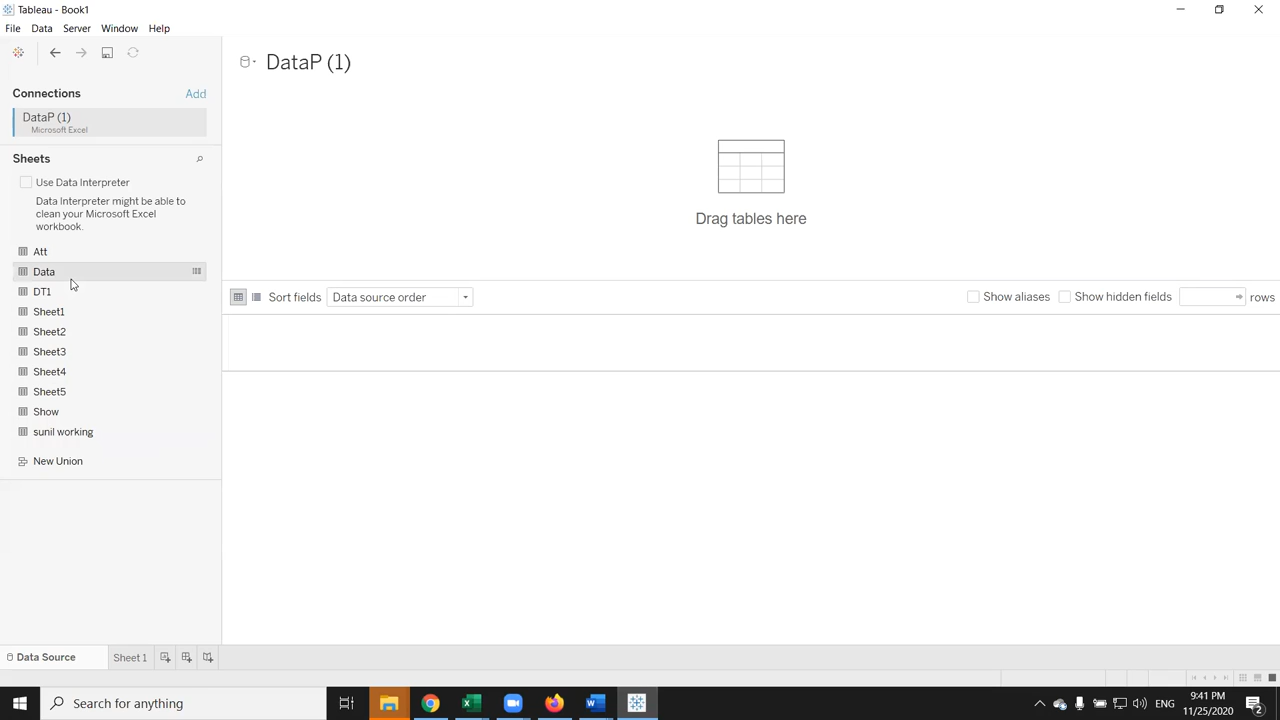 Tableau - Book1
File Data Server Window Help
Connections Add
DataP (1)
Microsoft Excel
Sheets
Use Data Interpreter
Data Interpreter might be able to
clean your Microsoft Excel
workbook.
Att
Data
DT1
Sheet1
Sheet2
Sheet3
Sheet4
Sheet5
Show
sunil working
New Union
DataP (1)
Drag tables here
Sort fields Data source order Show aliases Show hidden fields rows
Data Source Sheet 1
Search for anything
ENG
9:41 PM
11/25/2020
2